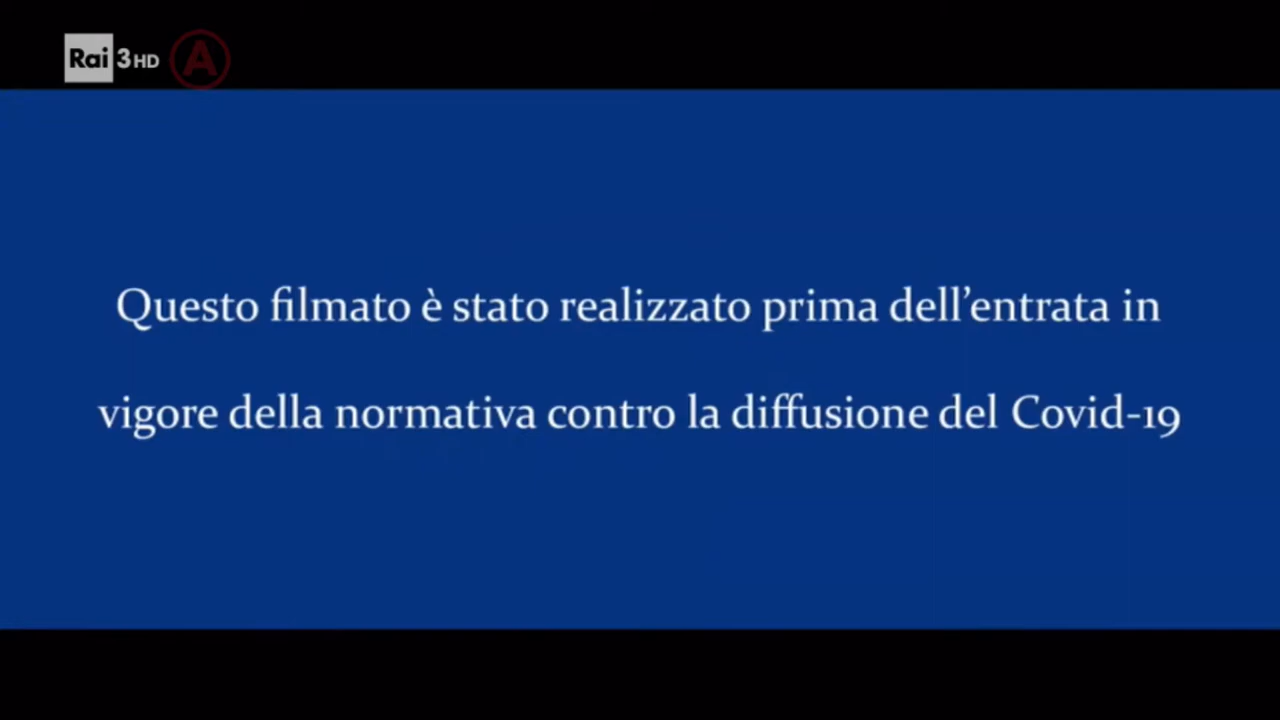 Rai 3HD A
Questo filmato è stato realizzato prima dell’entrata in
vigore della normativa contro la diffusione del Covid-19